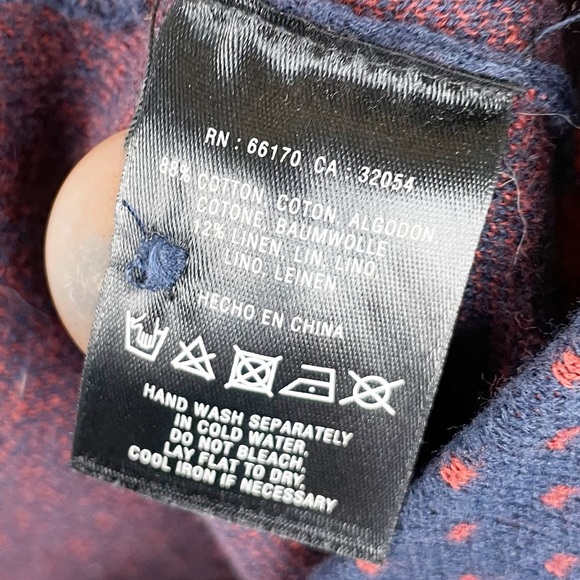 RN : 66170 CA : 32054
88% COTTON, COTON, ALGODON,
COTONE, BAUMWOLLE
12% LINEN, LIN, LINO,
LINO, LEINEN
HECHO EN CHINA
HAND WASH SEPARATELY
IN COLD WATER,
DO NOT BLEACH,
LAY FLAT TO DRY,
COOL IRON IF NECESSARY